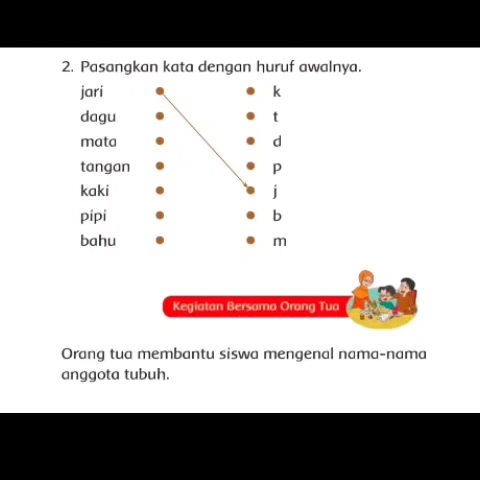 2. Pasangkan kata dengan huruf awalnya.
jari k
dagu t
mata d
tangan p
kaki j
pipi b
bahu m
Kegiatan Bersama Orang Tua
Orang tua membantu siswa mengenal nama-nama
anggota tubuh.